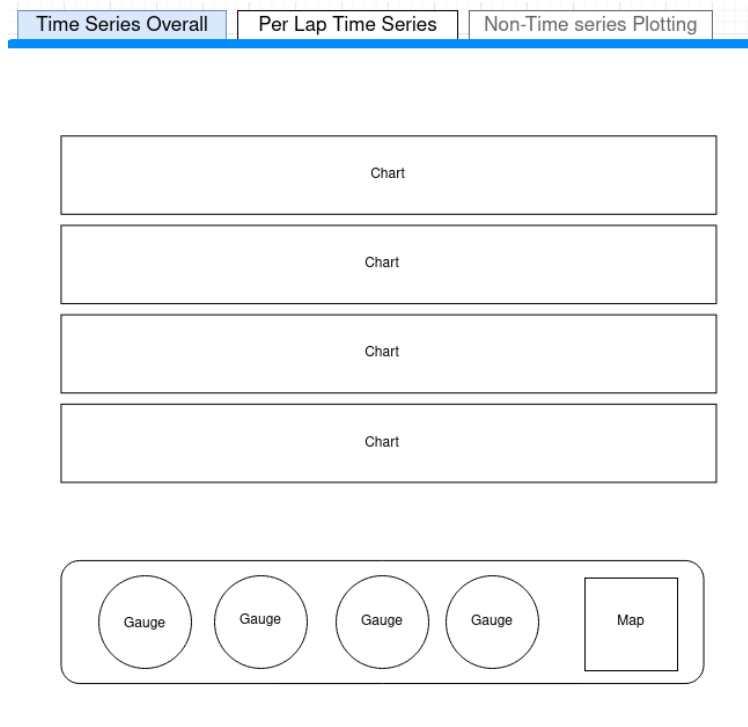 Time Series Overall
Per Lap Time Series
Non-Time series Plotting
Chart
Chart
Chart
Chart
Gauge
Gauge
Gauge
Gauge
Map